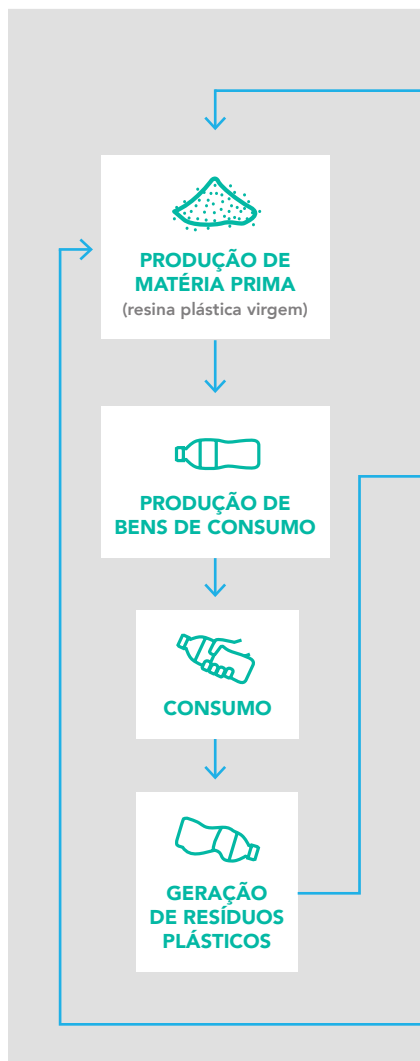 PRODUÇÃO DE
MATÉRIA PRIMA
(resina plástica virgem)
PRODUÇÃO DE
BENS DE CONSUMO
CONSUMO
GERAÇÃO
DE RESÍDUOS
PLÁSTICOS